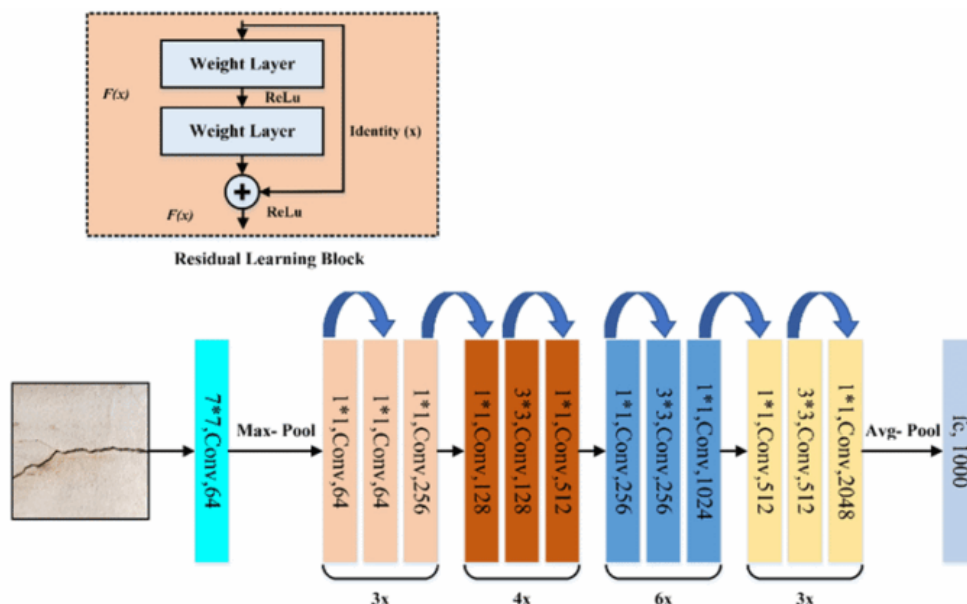 Weight Layer
F(x)
ReLu
Weight Layer
Identity (x)
F(x)
ReLu
Residual Learning Block
7*7,Conv,64
Max- Pool
1*1,Conv,64
1*1,Conv,64
1*1,Conv,256
1*1,Conv,128
3*3,Conv,128
1*1,Conv,512
1*1,Conv,256
3*3,Conv,256
1*1,Conv,1024
1*1,Conv,512
3*3,Conv,512
1*1,Conv,2048
Avg- Pool
fc, 1000
3x
4x
6x
3x